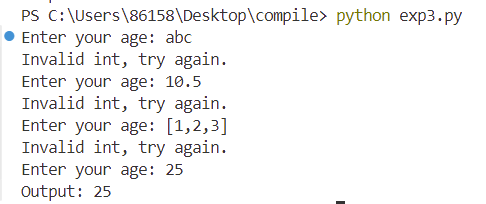 PS C:\Users\86158\Desktop\compile> python exp3.py
Enter your age: abc
Invalid int, try again.
Enter your age: 10.5
Invalid int, try again.
Enter your age: [1,2,3]
Invalid int, try again.
Enter your age: 25
Output: 25